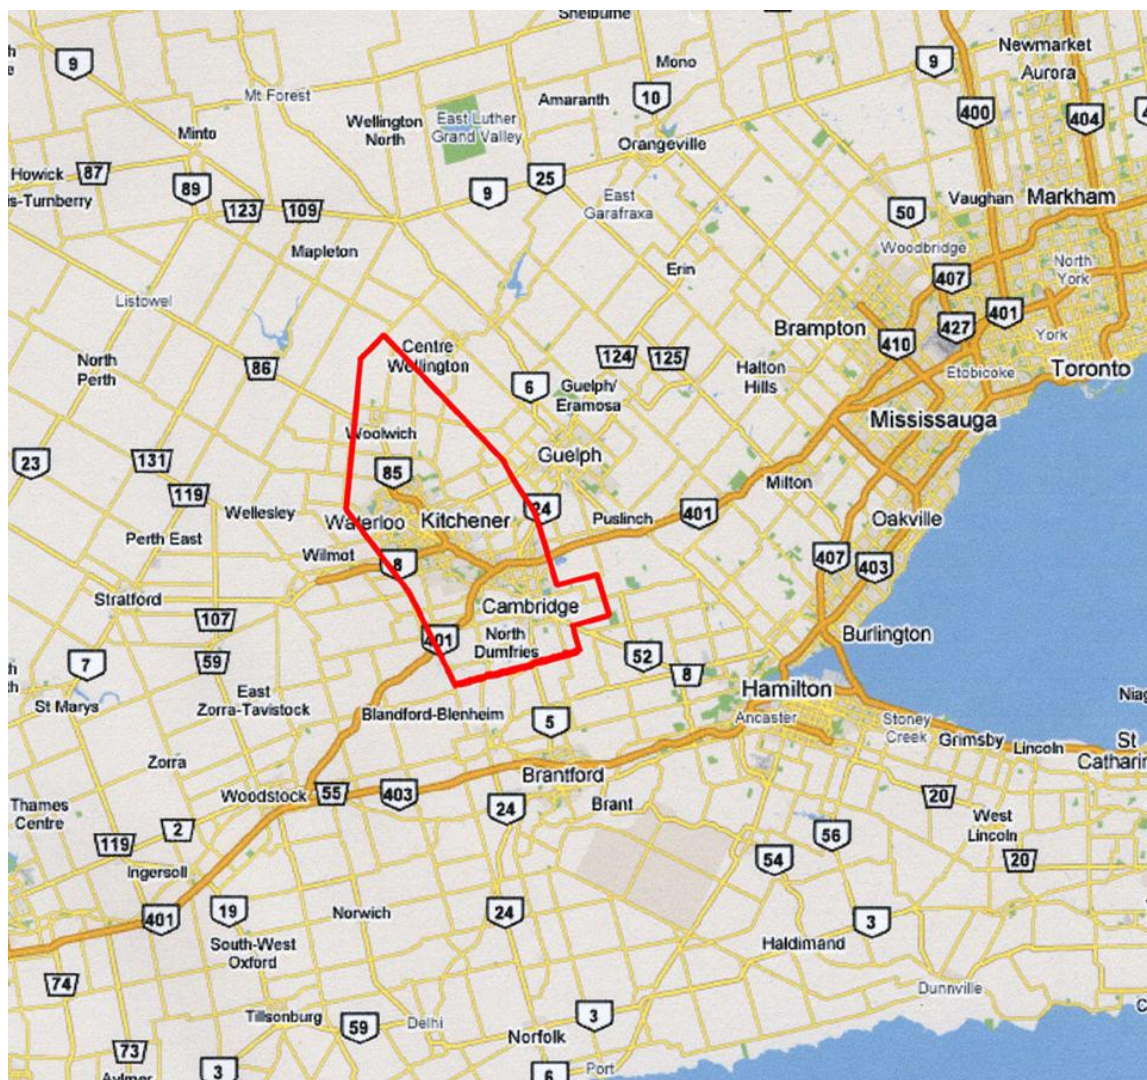 Shelburne
9
Newmarket
Aurora
9
Mono
10
400
404
Mt Forest
Amaranth
Wellington
North
East Luther
Grand Valley
Minto
Orangeville
Howick
87
is-Turnberry
89
123
109
9
25
East
Garafraxa
50
Vaughan
Markham
Woodbridge
Mapleton
407
North
York
Erin
Listowel
401
427
York
Brampton
410
Etobicoke
Toronto
North
Perth
86
Centre
Wellington
124
125
Halton
Hills
6
Guelph/
Eramosa
Mississauga
Woolwich
23
131
85
Guelph
Milton
119
24
Wellesley
Waterloo
Kitchener
Puslinch
401
Oakville
Perth East
Wilmot
8
407
403
Stratford
107
Cambridge
401
North
Dumfries
Burlington
7
59
52
8
St Marys
East
Zorra-Tavistock
Hamilton
Blandford-Blenheim
5
Ancaster
Stoney
Creek
Grimsby
Lincoln
Niag
St
Catharin
Zorra
Brantford
Woodstock
55
403
24
Brant
20
Thames
Centre
2
119
56
West
Lincoln
54
20
Ingersoll
401
19
Norwich
24
3
South-West
Oxford
Haldimand
74
Dunnville
Tillsonburg
59
Delhi
3
Norfolk
73
Aylmer
3
6
Port